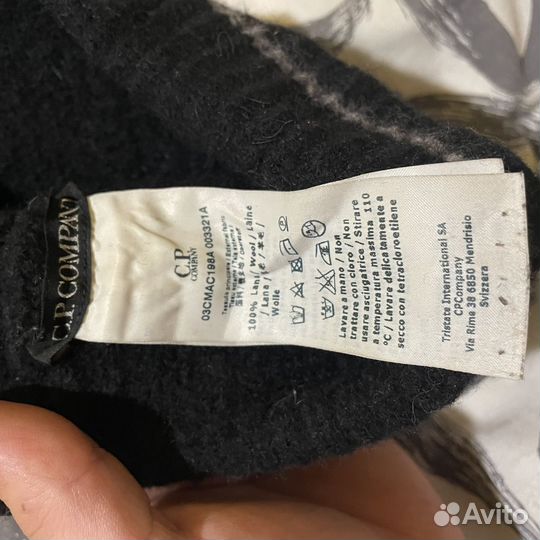 C.P. COMPANY
C.P.
COMPANY
03CMAC198A 003321A
100% Lana / Wool / Laine
Wolle
Lavare a mano / Non
trattare con cloro / Non
usare asciugatrice / Stirare
a temperatura massima 110
°C / Lavare delicatamente a
secco con tetracloroetilene
Tristate International SA
CPCompany
Via Rime 38 6850 Mendrisio
Svizzera
Avito